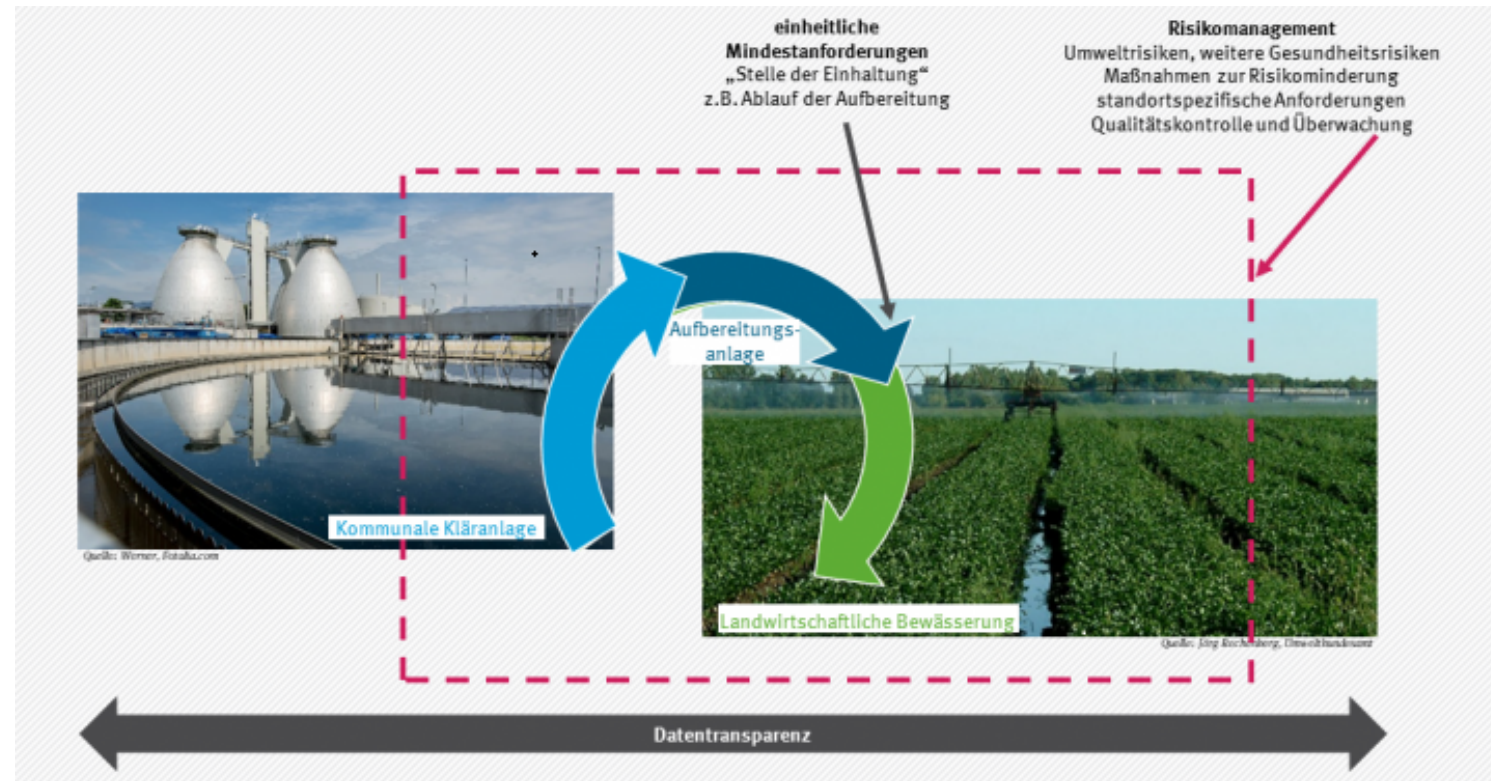 einheitliche
Mindestanforderungen
„Stelle der Einhaltung“
z.B. Ablauf der Aufbereitung
Risikomanagement
Umweltrisiken, weitere Gesundheitsrisiken
Maßnahmen zur Risikominderung
standortspezifische Anforderungen
Qualitätskontrolle und Überwachung
Aufbereitungs-
anlage
Kommunale Kläranlage
Quelle: Werner, Fotolia.com
Landwirtschaftliche Bewässerung
Quelle: Jörg Rechenberg, Umweltbundesamt
Datentransparenz